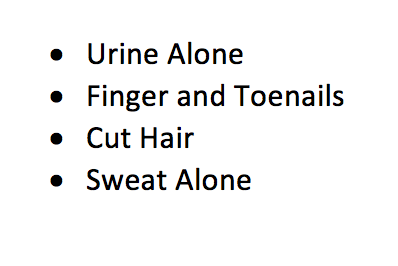 • Urine Alone
• Finger and Toenails
• Cut Hair
• Sweat Alone